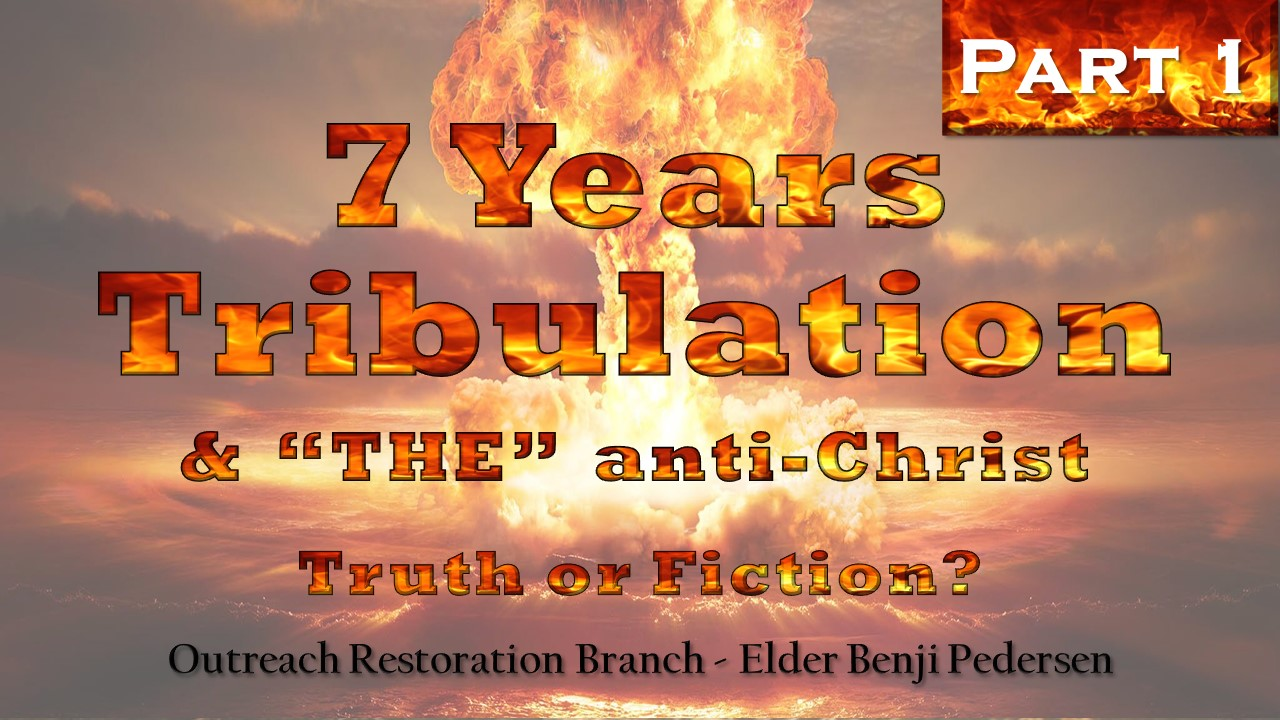 Part 1
7 Years
Tribulation
& “THE” anti-Christ
Truth or Fiction?
Outreach Restoration Branch - Elder Benji Pedersen